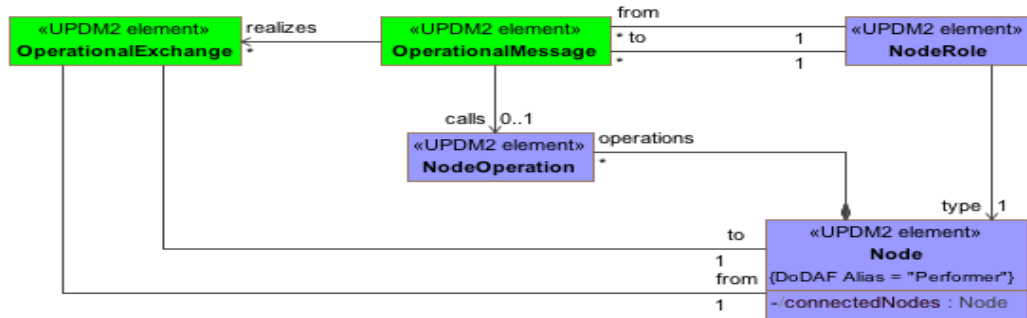 «UPDM2 element»
OperationalExchange
realizes
*
«UPDM2 element»
OperationalMessage
from
* to
*
1
1
«UPDM2 element»
NodeRole
calls
0..1
«UPDM2 element»
NodeOperation
operations
*
type
1
to
1
from
1
«UPDM2 element»
Node
{DoDAF Alias = "Performer"}
-/connectedNodes : Node